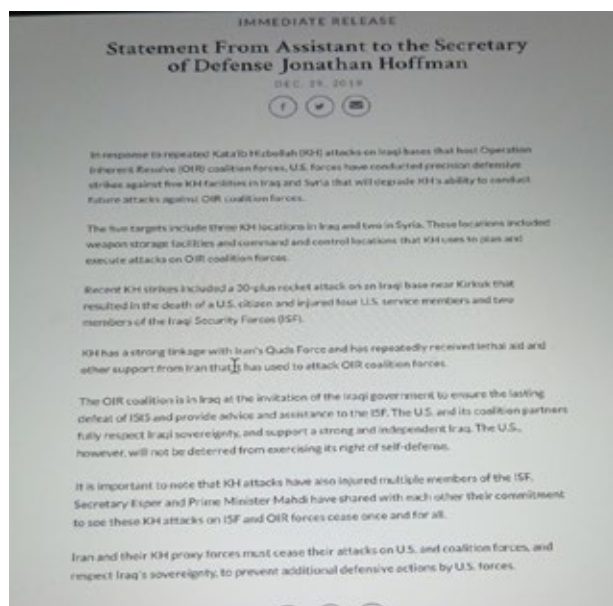 IMMEDIATE RELEASE
Statement From Assistant to the Secretary
of Defense Jonathan Hoffman
DEC. 29, 2019
In response to repeated Kata'ib Hizbollah (KH) attacks on Iraqi bases that host Operation
Inherent Resolve (OIR) coalition forces, U.S. forces have conducted precision defensive
strikes against five KH facilities in Iraq and Syria that will degrade KH's ability to conduct
future attacks against OIR coalition forces.
The five targets include three KH locations in Iraq and two in Syria. These locations included
weapon storage facilities and command and control locations that KH uses to plan and
execute attacks on OIR coalition forces.
Recent KH strikes included a 30-plus rocket attack on an Iraqi base near Kirkuk that
resulted in the death of a U.S. citizen and injured four U.S. service members and two
members of the Iraqi Security Forces (ISF).
KH has a strong linkage with Iran's Quds Force and has repeatedly received lethal aid and
other support from Iran that it has used to attack OIR coalition forces.
The OIR coalition is in Iraq at the invitation of the Iraqi government to ensure the lasting
defeat of ISIS and provide advice and assistance to the ISF. The U.S. and its coalition partners
fully respect Iraqi sovereignty, and support a strong and independent Iraq. The U.S.,
however, will not be deterred from exercising its right of self-defense.
It is important to note that KH attacks have also injured multiple members of the ISF.
Secretary Esper and Prime Minister Mahdi have shared with each other their commitment
to see these KH attacks on ISF and OIR forces cease once and for all.
Iran and their KH proxy forces must cease their attacks on U.S. and coalition forces, and
respect Iraq's sovereignty, to prevent additional defensive actions by U.S. forces.